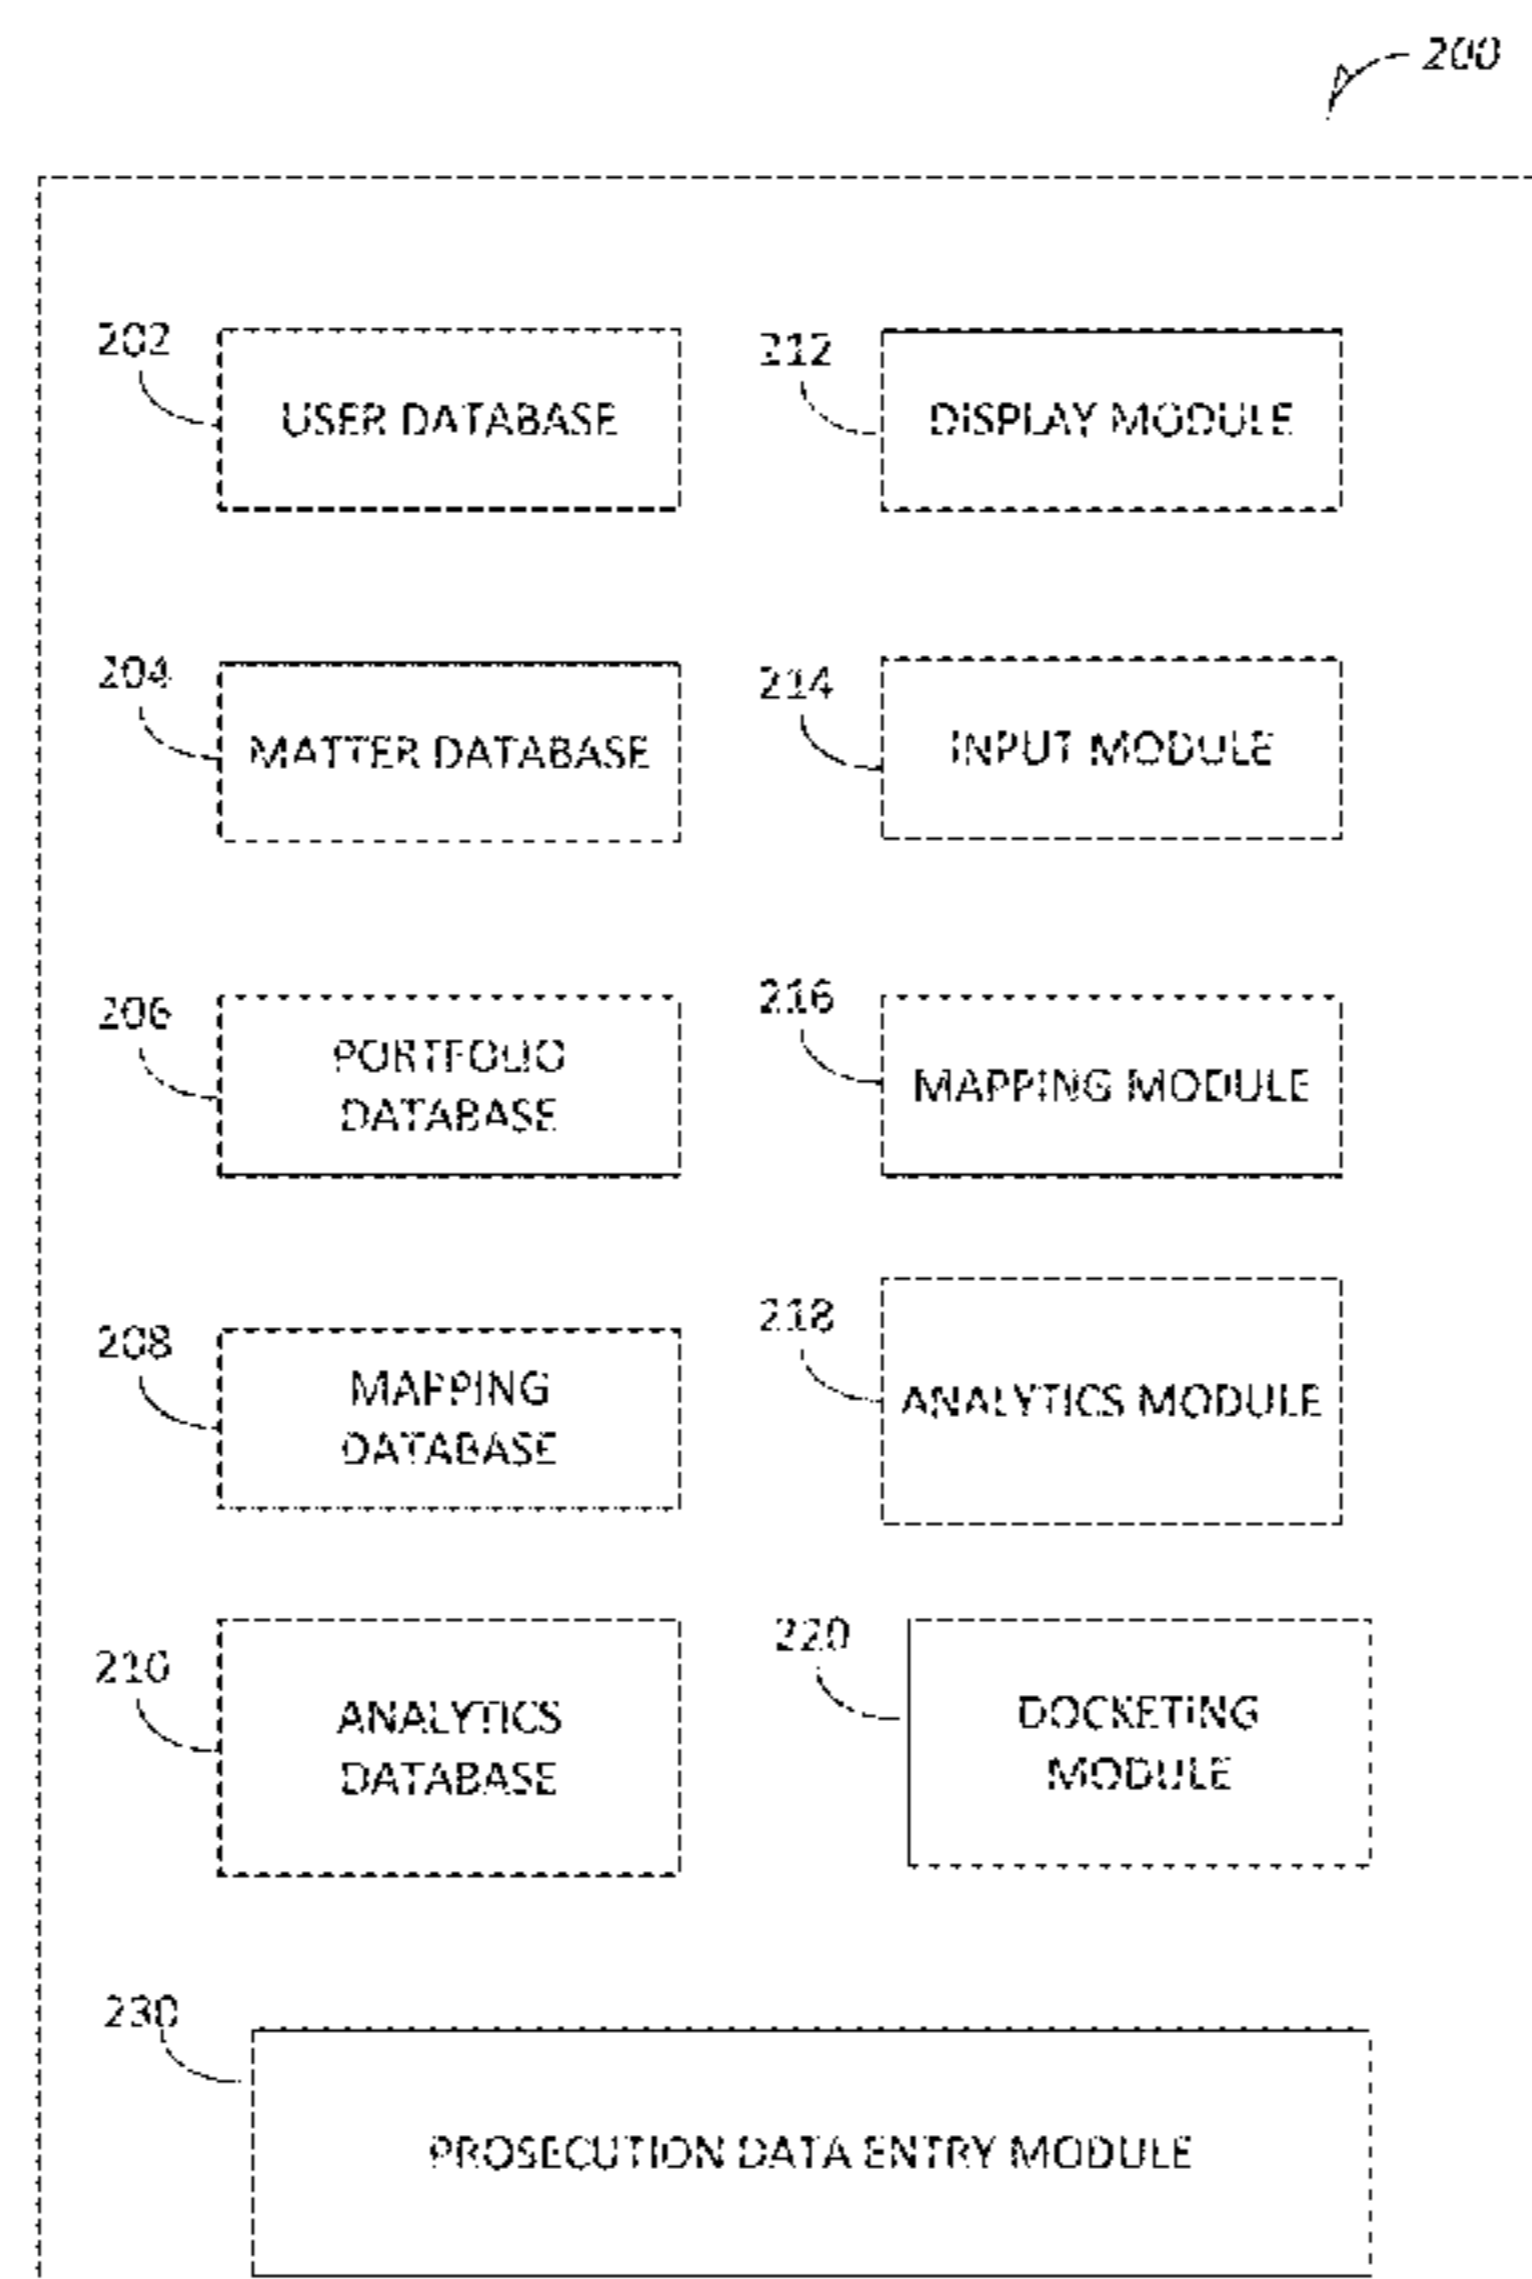 200
202
USER DATABASE
212
DISPLAY MODULE
204
MATTER DATABASE
214
INPUT MODULE
206
PORTFOLIO
DATABASE
216
MAPPING MODULE
208
MAPPING
DATABASE
218
ANALYTICS MODULE
210
ANALYTICS
DATABASE
220
DOCKETING
MODULE
230
PROSECUTION DATA ENTRY MODULE